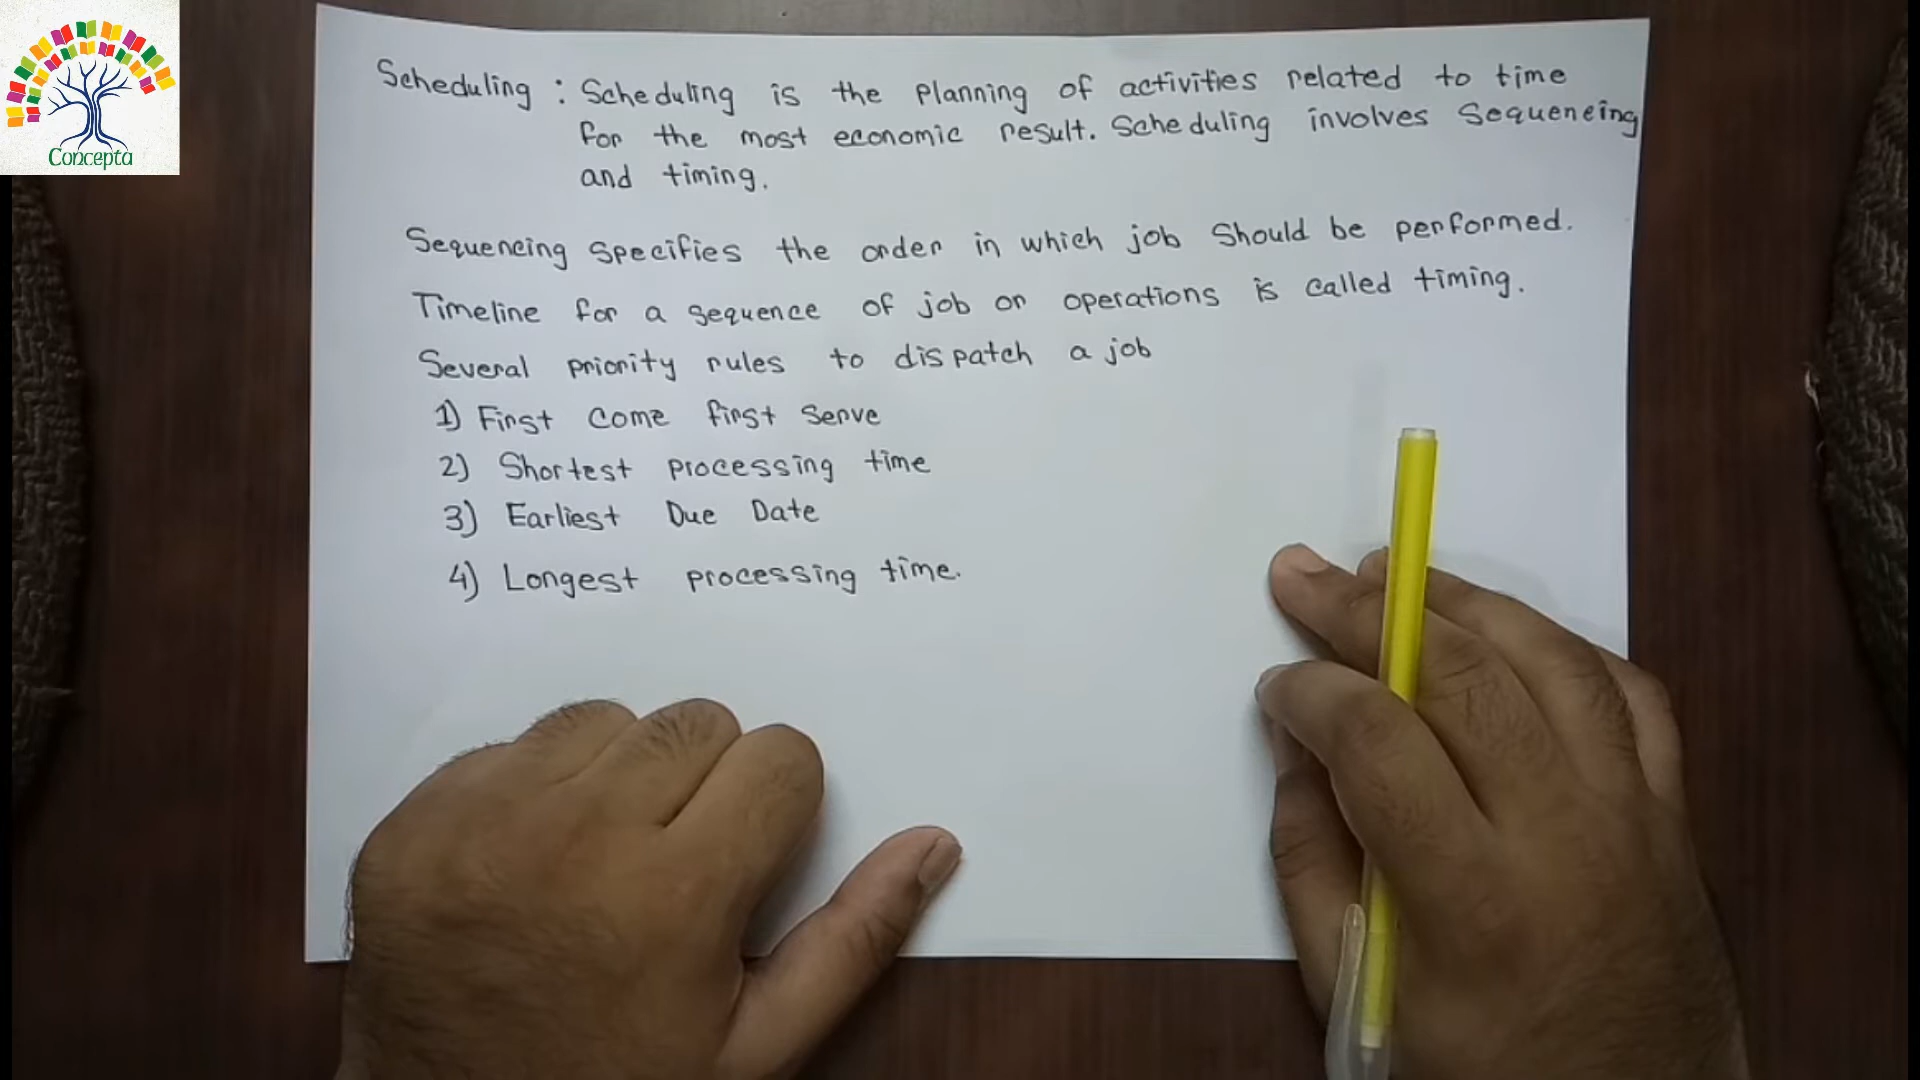 Concepta
Scheduling : Scheduling is the planning of activities related to time
for the most economic result. Scheduling involves Sequencing
and timing.
Sequencing specifies the order in which job should be performed.
Timeline for a sequence of job or operations is called timing.
Several priority rules to dispatch a job
1) First come first serve
2) Shortest processing time
3) Earliest Due Date
4) Longest processing time.